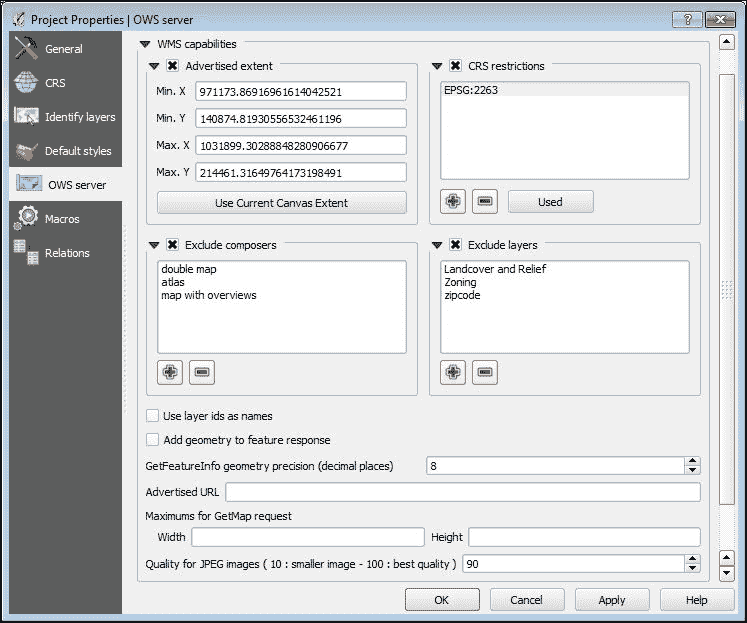 Project Properties | OWS server
?
General
CRS
Identify layers
Default styles
OWS server
Macros
Relations
WMS capabilities
Advertised extent
Min. X 971173.86916961614042521
Min. Y 140874.81930556532461196
Max. X 1031899.30288848280906677
Max. Y 214461.31649764173198491
Use Current Canvas Extent
CRS restrictions
EPSG:2263
Used
Exclude composers
double map
atlas
map with overviews
Exclude layers
Landcover and Relief
Zoning
zipcode
Use layer ids as names
Add geometry to feature response
GetFeatureInfo geometry precision (decimal places) 8
Advertised URL
Maximums for GetMap request
Width Height
Quality for JPEG images ( 10 : smaller image - 100 : best quality ) 90
OK Cancel Apply Help